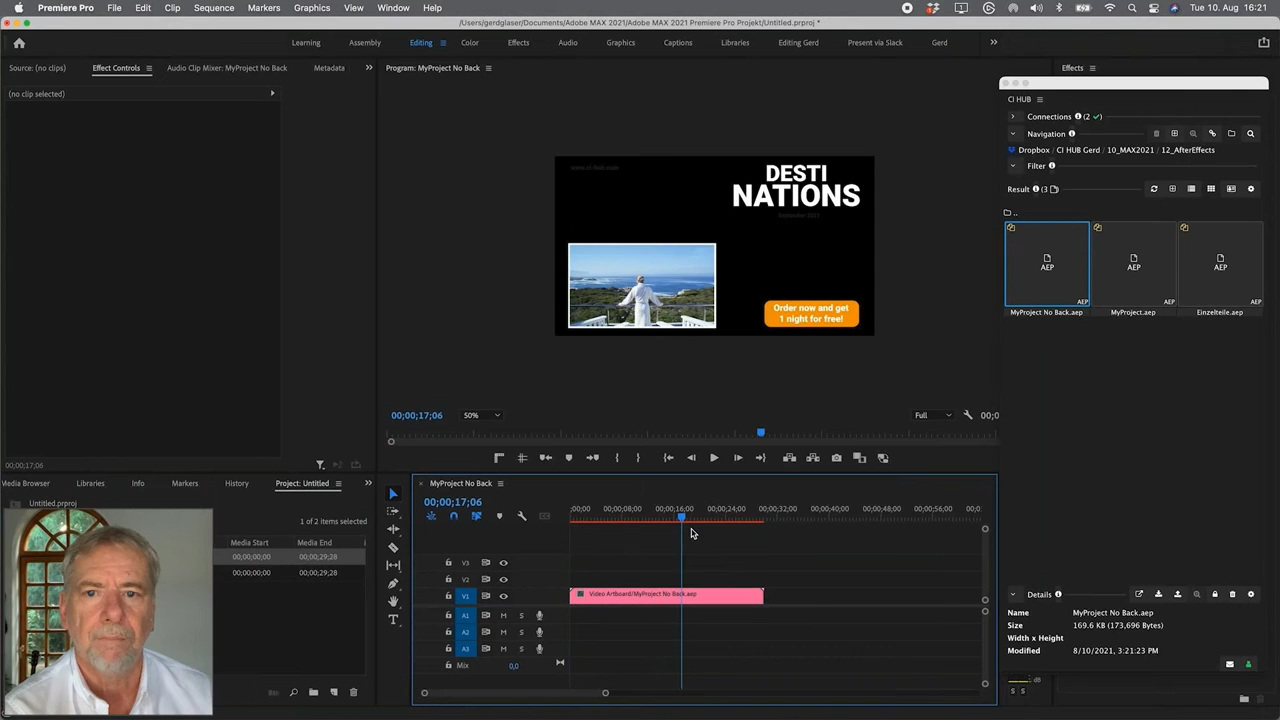 Premiere Pro File Edit Clip Sequence Markers Graphics View Window Help
Tue 10. Aug 16:21
/Users/gerdglaser/Documents/Adobe MAX 2021/Adobe MAX 2021 Premiere Pro Projekt/Untitled.prproj *
Learning Assembly Editing Color Effects Audio Graphics Captions Libraries Editing Gerd Present via Slack Gerd
Source: (no clips) Effect Controls Audio Clip Mixer: MyProject No Back Metadata
Program: MyProject No Back
Effects
(no clip selected)
CI HUB
Connections (2
Navigation
Dropbox / CI HUB Gerd / 10_MAX2021 / 12_AfterEffects
Filter
Result (3
..
AEP AEP AEP
AEP AEP AEP
MyProject No Back.aep MyProject.aep Einzelteile.aep
www.ci-hub.com
DESTI
NATIONS
September 2021
Order now and get
1 night for free!
00;00;17;06 50% Full 00;0
00;00;17;06
Media Browser Libraries Info Markers History Project: Untitled
Untitled.prproj
1 of 2 items selected
Media Start Media End
00;00;00;00 00;00;29;28
00;00;00;00 00;00;29;28
MyProject No Back
00;00;17;06
;00;00 00;00;08;00 00;00;16;00 00;00;24;00 00;00;32;00 00;00;40;00 00;00;48;00 00;00;56;00 00;0
V3
V2
V1 Video Artboard/MyProject No Back.aep
A1 M S
A2 M S
A3 M S
Mix 0,0
Details
Name MyProject No Back.aep
Size 169.6 KB (173,696 Bytes)
Width x Height
Modified 8/10/2021, 3:21:23 PM
dB
S S